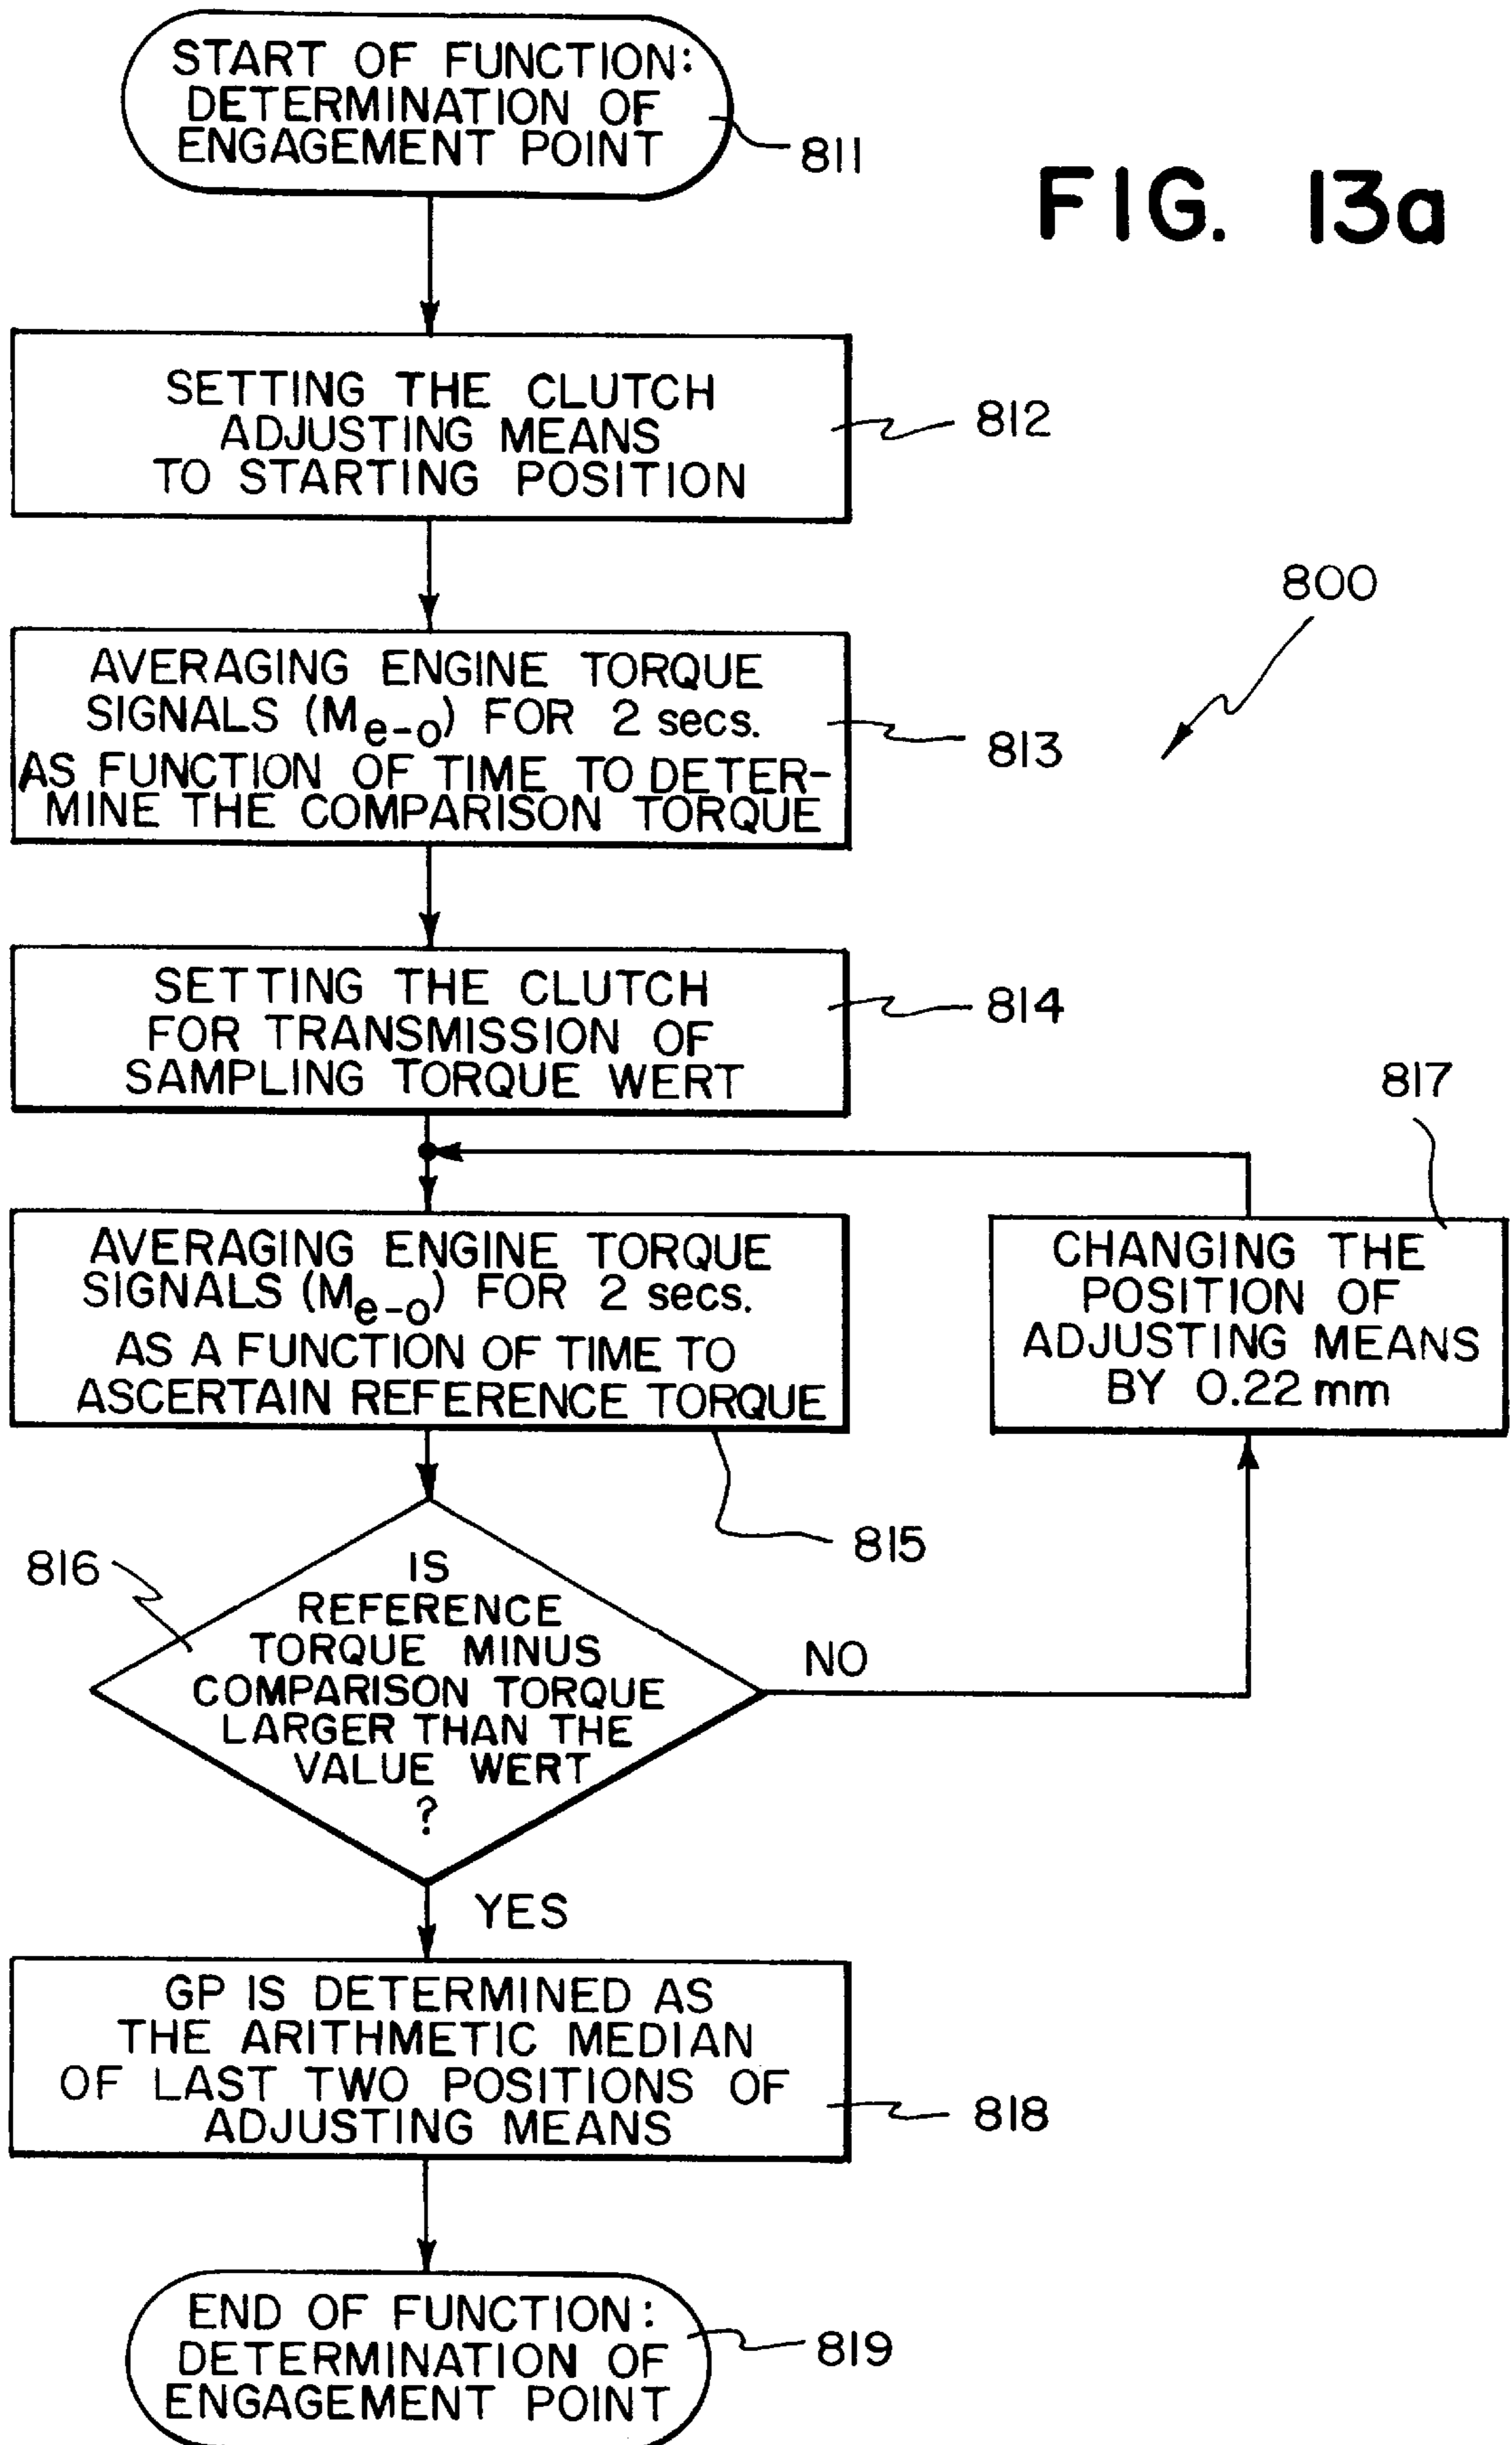 START OF FUNCTION:
DETERMINATION OF
ENGAGEMENT POINT
811
FIG. 13a
SETTING THE CLUTCH
ADJUSTING MEANS
TO STARTING POSITION
812
800
AVERAGING ENGINE TORQUE
SIGNALS (Me-o) FOR 2 secs.
AS FUNCTION OF TIME TO DETER-
MINE THE COMPARISON TORQUE
813
SETTING THE CLUTCH
FOR TRANSMISSION OF
SAMPLING TORQUE WERT
814
817
AVERAGING ENGINE TORQUE
SIGNALS (Me-o) FOR 2 secs.
AS A FUNCTION OF TIME TO
ASCERTAIN REFERENCE TORQUE
815
CHANGING THE
POSITION OF
ADJUSTING MEANS
BY 0.22 mm
816
IS
REFERENCE
TORQUE MINUS
COMPARISON TORQUE
LARGER THAN THE
VALUE WERT
?
NO
YES
GP IS DETERMINED AS
THE ARITHMETIC MEDIAN
OF LAST TWO POSITIONS OF
ADJUSTING MEANS
818
END OF FUNCTION:
DETERMINATION OF
ENGAGEMENT POINT
819